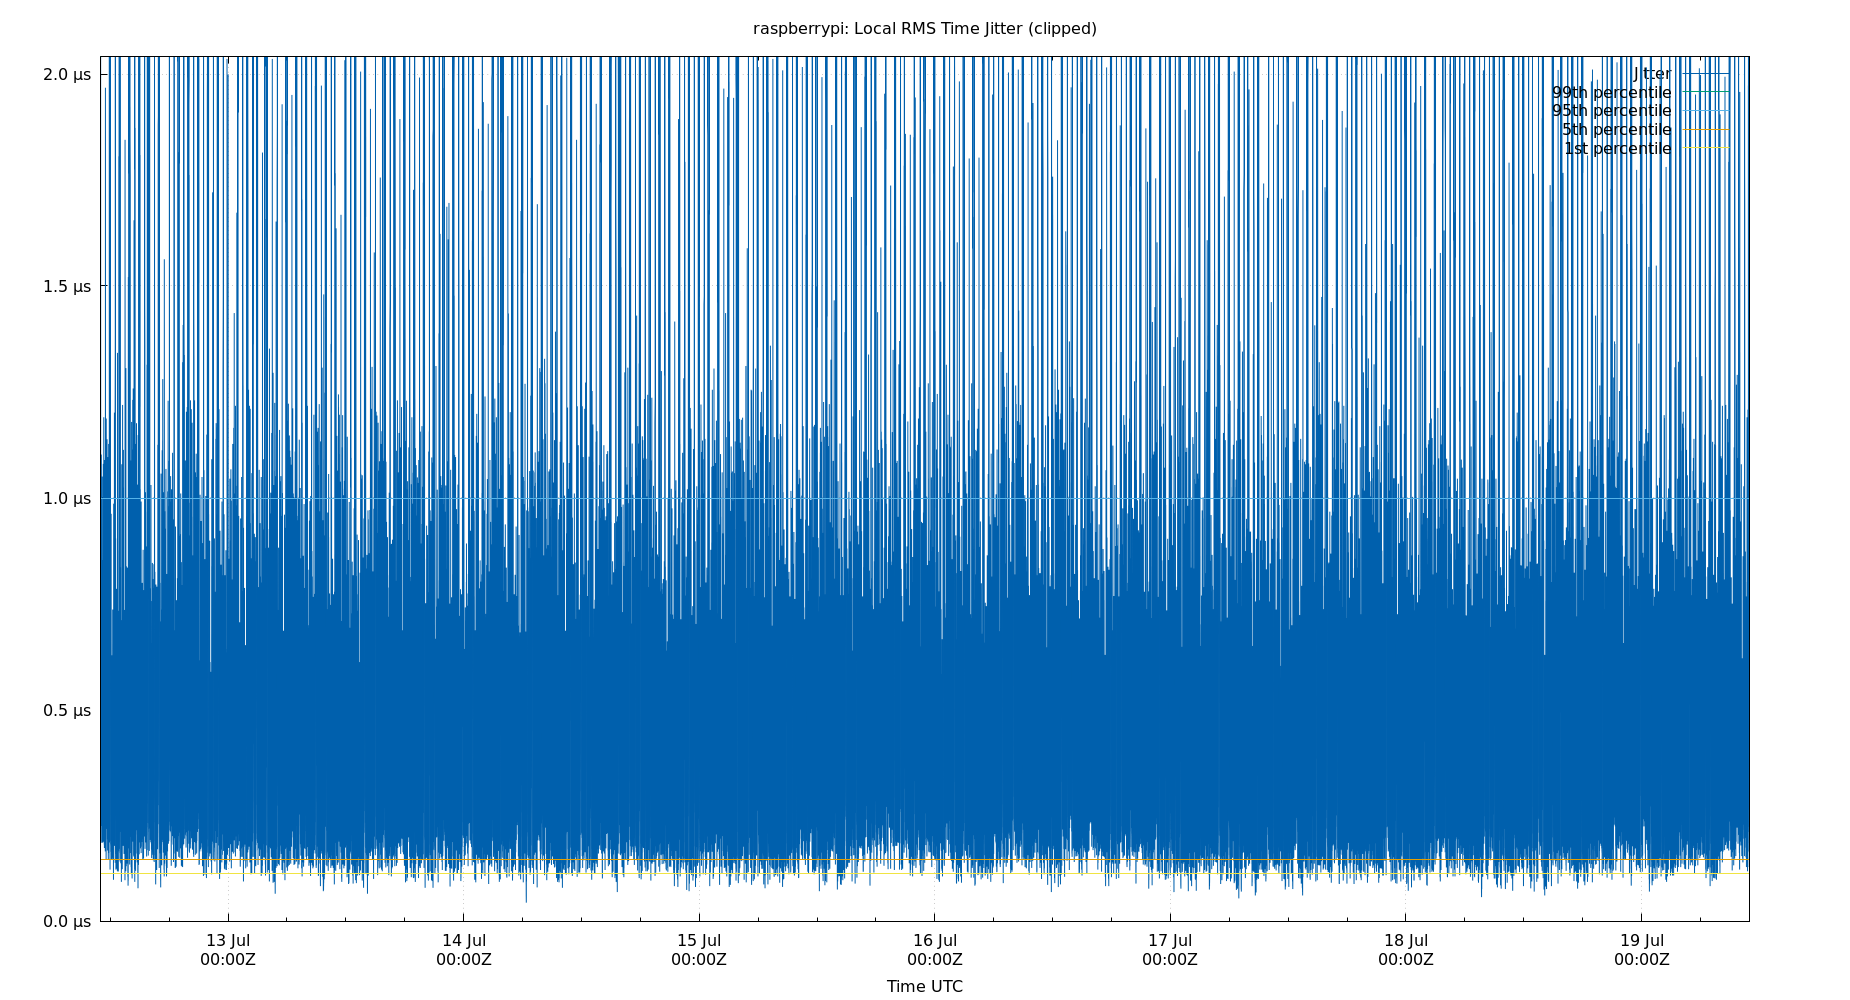 raspberrypi: Local RMS Time Jitter (clipped)
2.0 µs
1.5 µs
1.0 µs
0.5 µs
0.0 µs
Jitter
99th percentile
95th percentile
5th percentile
1st percentile
13 Jul
00:00Z
14 Jul
00:00Z
15 Jul
00:00Z
16 Jul
00:00Z
17 Jul
00:00Z
18 Jul
00:00Z
19 Jul
00:00Z
Time UTC